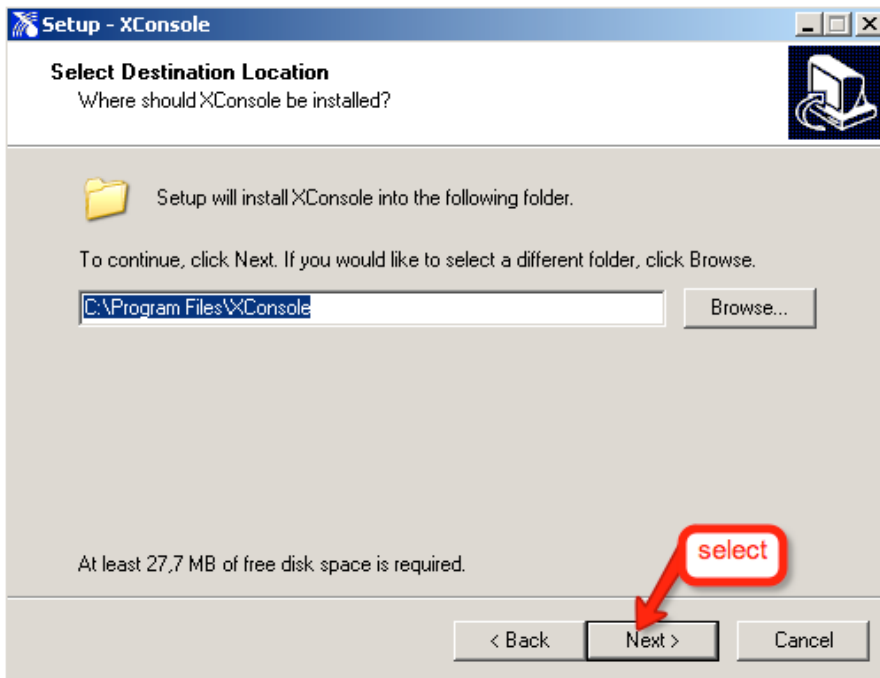 Setup - XConsole
Select Destination Location
Where should XConsole be installed?
Setup will install XConsole into the following folder.
To continue, click Next. If you would like to select a different folder, click Browse.
C:\Program Files\XConsole
Browse...
At least 27,7 MB of free disk space is required.
select
< Back
Next >
Cancel